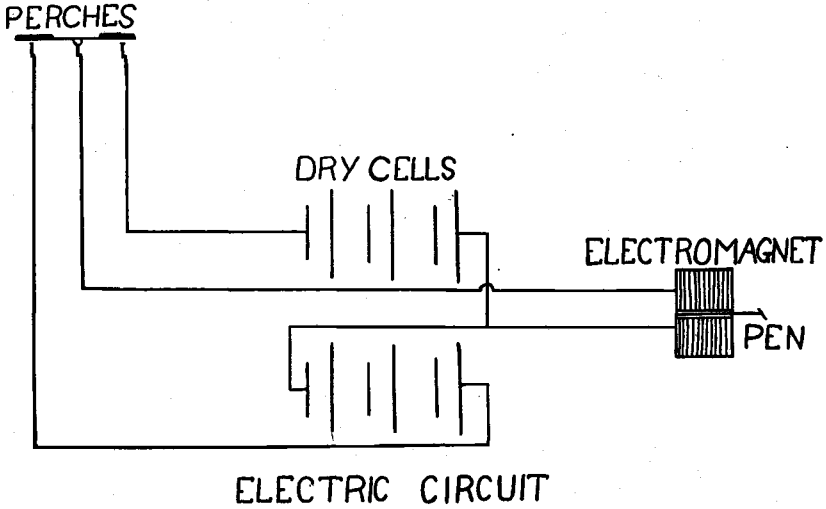 PERCHES
DRY CELLS
ELECTROMAGNET
PEN
ELECTRIC CIRCUIT